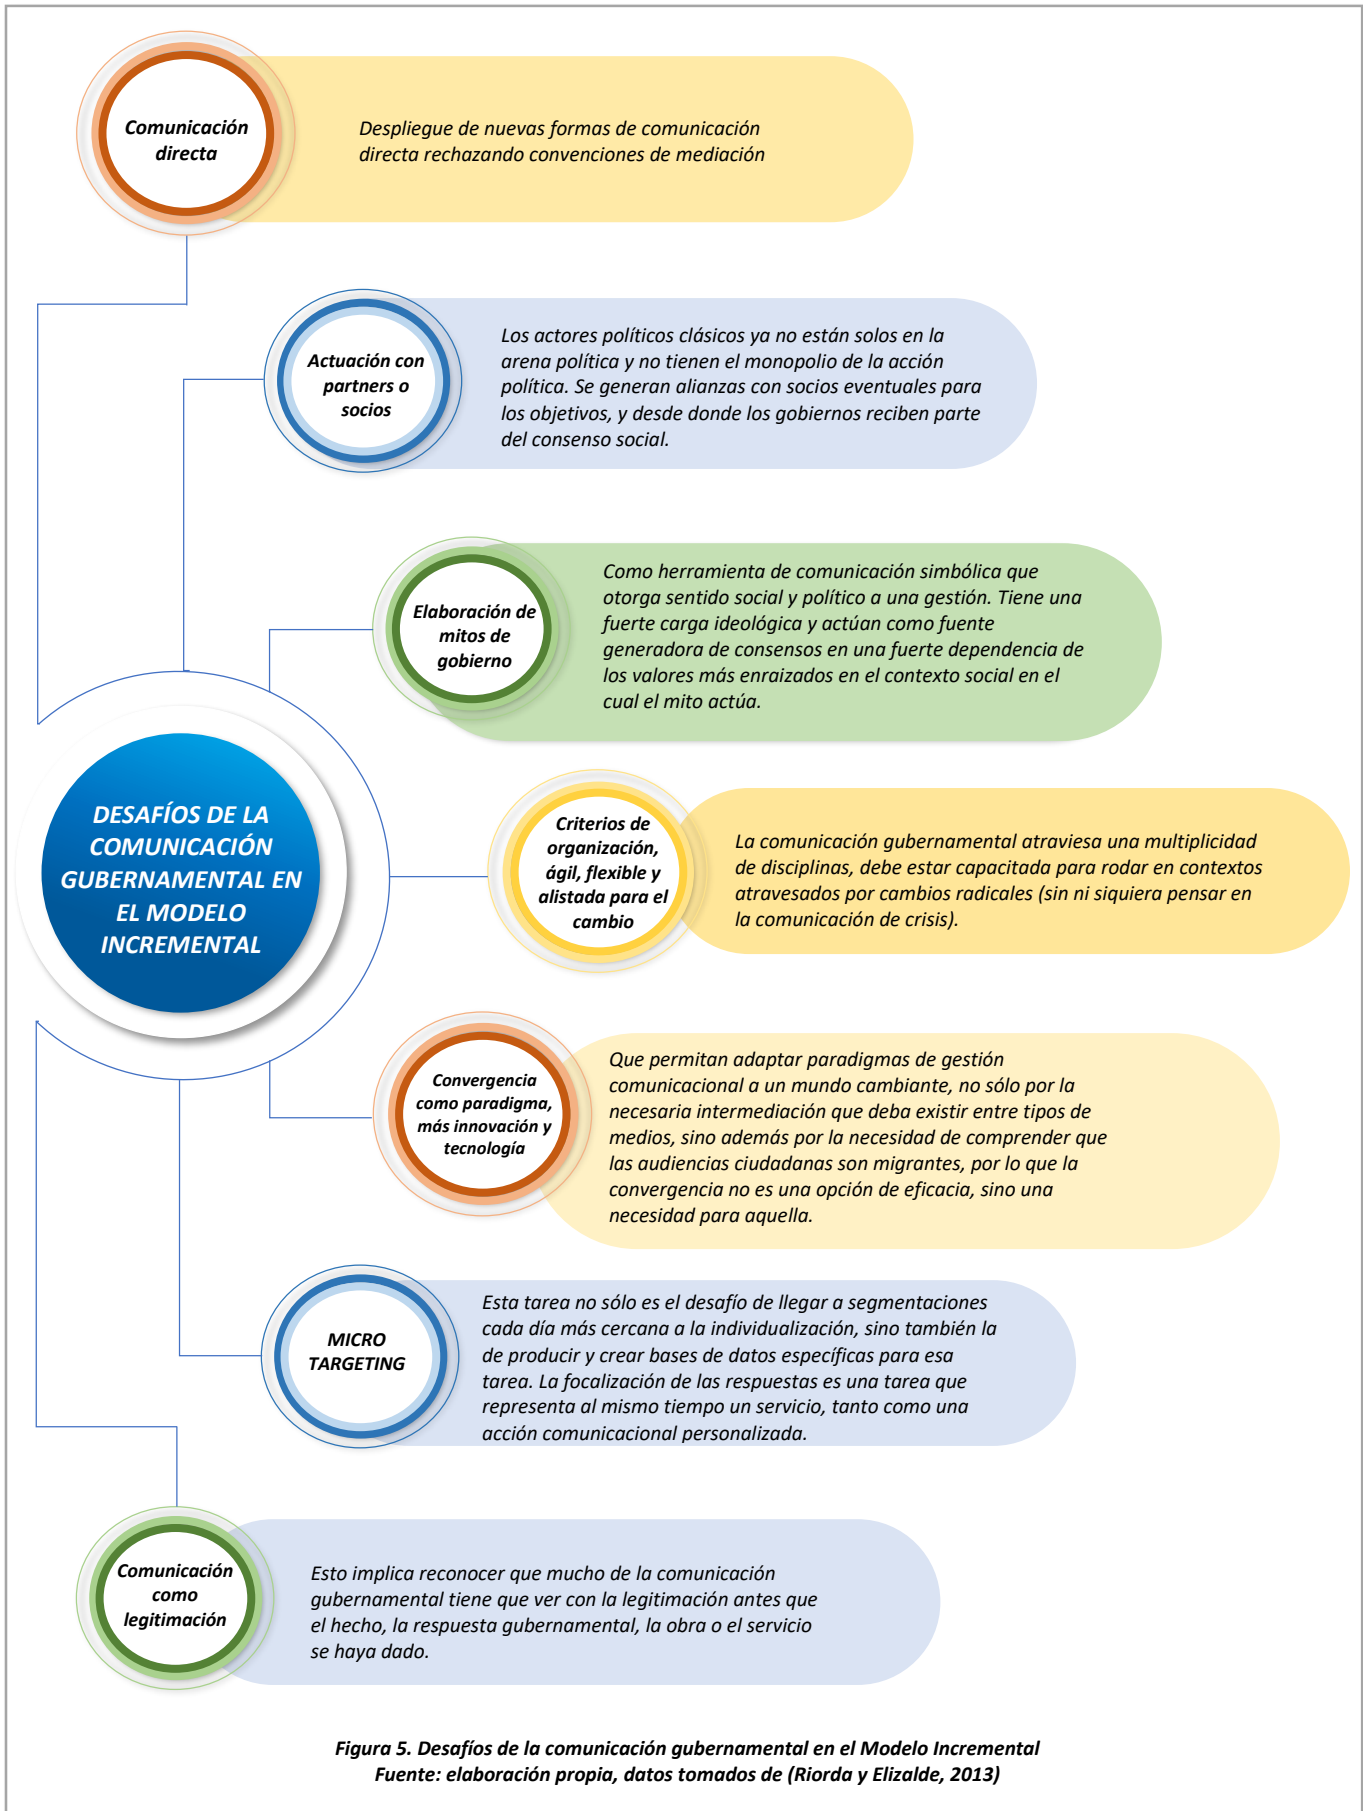 Comunicación
directa
Despliegue de nuevas formas de comunicación
directa rechazando convenciones de mediación
Actuación con
partners o
socios
Los actores políticos clásicos ya no están solos en la
arena política y no tienen el monopolio de la acción
política. Se generan alianzas con socios eventuales para
los objetivos, y desde donde los gobiernos reciben parte
del consenso social.
Elaboración de
mitos de
gobierno
Como herramienta de comunicación simbólica que
otorga sentido social y político a una gestión. Tiene una
fuerte carga ideológica y actúan como fuente
generadora de consensos en una fuerte dependencia de
los valores más enraizados en el contexto social en el
cual el mito actúa.
DESAFÍOS DE LA
COMUNICACIÓN
GUBERNAMENTAL EN
EL MODELO
INCREMENTAL
Criterios de
organización,
ágil, flexible y
alistada para el
cambio
La comunicación gubernamental atraviesa una multiplicidad
de disciplinas, debe estar capacitada para rodar en contextos
atravesados por cambios radicales (sin ni siquiera pensar en
la comunicación de crisis).
Convergencia
como paradigma,
más innovación y
tecnología
Que permitan adaptar paradigmas de gestión
comunicacional a un mundo cambiante, no sólo por la
necesaria intermediación que deba existir entre tipos de
medios, sino además por la necesidad de comprender que
las audiencias ciudadanas son migrantes, por lo que la
convergencia no es una opción de eficacia, sino una
necesidad para aquella.
MICRO
TARGETING
Esta tarea no sólo es el desafío de llegar a segmentaciones
cada día más cercana a la individualización, sino también la
de producir y crear bases de datos específicas para esa
tarea. La focalización de las respuestas es una tarea que
representa al mismo tiempo un servicio, tanto como una
acción comunicacional personalizada.
Comunicación
como
legitimación
Esto implica reconocer que mucho de la comunicación
gubernamental tiene que ver con la legitimación antes que
el hecho, la respuesta gubernamental, la obra o el servicio
se haya dado.
Figura 5. Desafíos de la comunicación gubernamental en el Modelo Incremental
Fuente: elaboración propia, datos tomados de (Riorda y Elizalde, 2013)